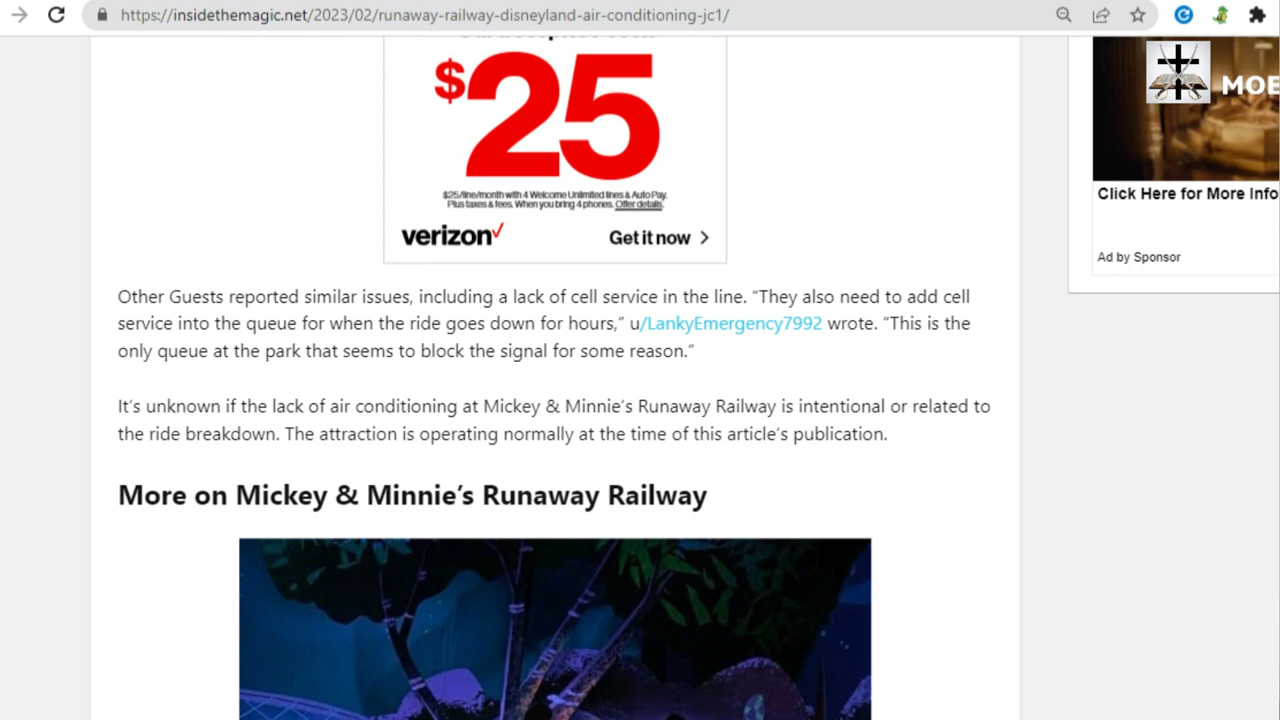 https://insidethemagic.net/2023/02/runaway-railway-disneyland-air-conditioning-jc1/
$25
$25/line/month with 4 Welcome Unlimited lines & Auto Pay.
Plus taxes & fees. When you bring 4 phones. Offer details.
verizon
Get it now
Other Guests reported similar issues, including a lack of cell service in the line. “They also need to add cell
service into the queue for when the ride goes down for hours,” u/LankyEmergency7992 wrote. “This is the
only queue at the park that seems to block the signal for some reason.”
It’s unknown if the lack of air conditioning at Mickey & Minnie’s Runaway Railway is intentional or related to
the ride breakdown. The attraction is operating normally at the time of this article’s publication.
More on Mickey & Minnie’s Runaway Railway
Click Here for More Info
Ad by Sponsor